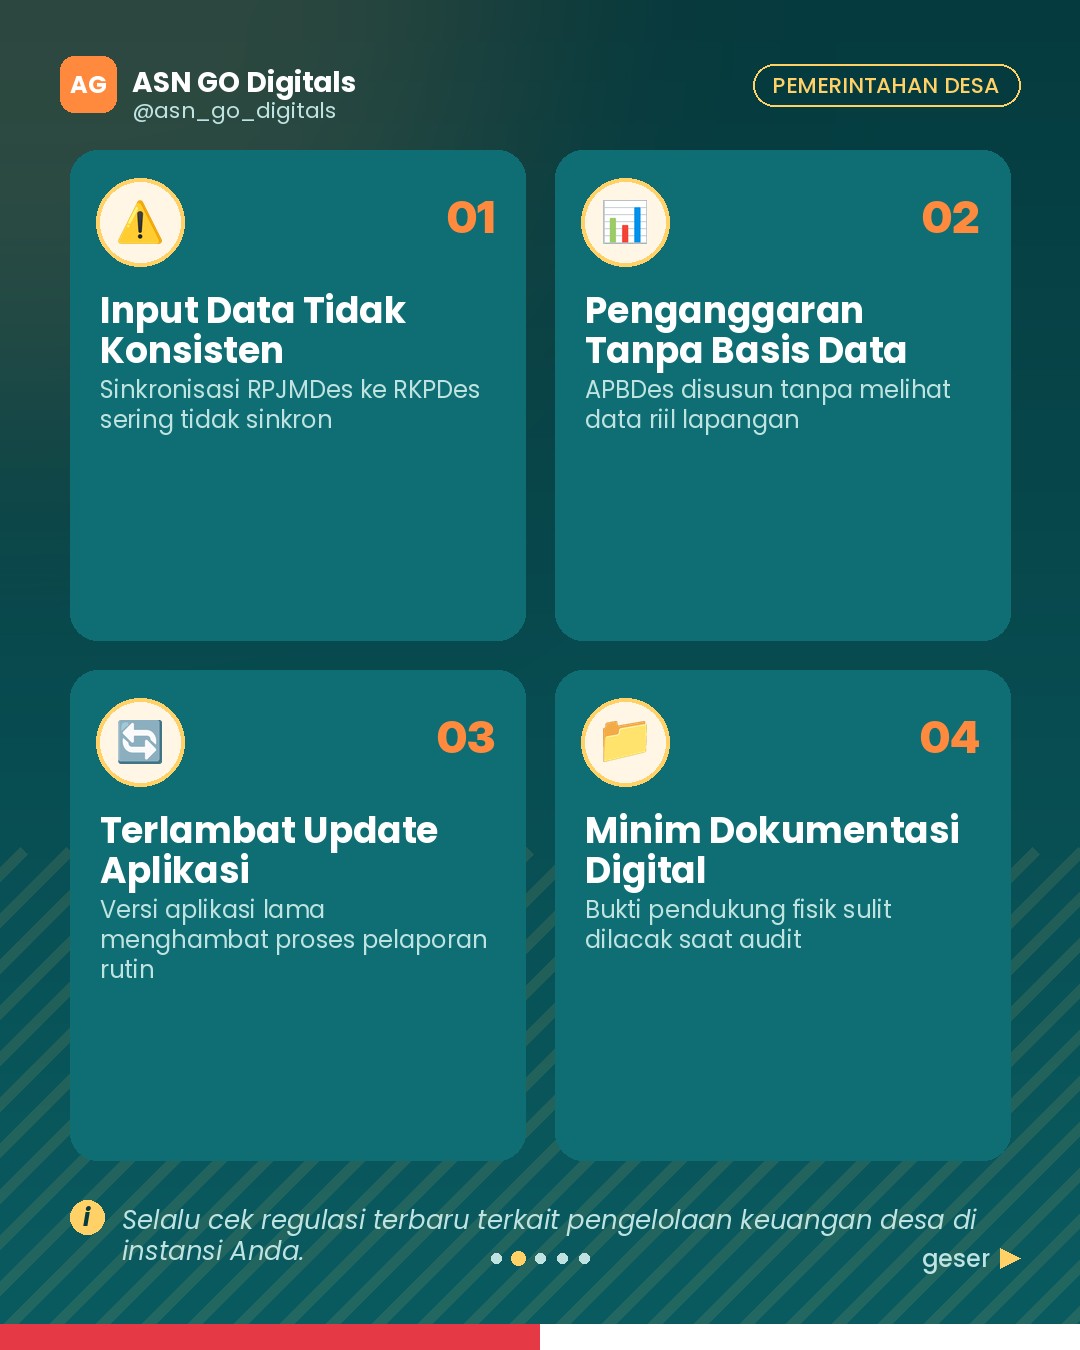 AG
ASN GO Digitals
@asn_go_digitals
PEMERINTAHAN DESA
01
Input Data Tidak
Konsisten
Sinkronisasi RPJMDes ke RKPDes
sering tidak sinkron
02
Penganggaran
Tanpa Basis Data
APBDes disusun tanpa melihat
data riil lapangan
03
Terlambat Update
Aplikasi
Versi aplikasi lama
menghambat proses pelaporan
rutin
04
Minim Dokumentasi
Digital
Bukti pendukung fisik sulit
dilacak saat audit
i
Selalu cek regulasi terbaru terkait pengelolaan keuangan desa di
instansi Anda.
geser